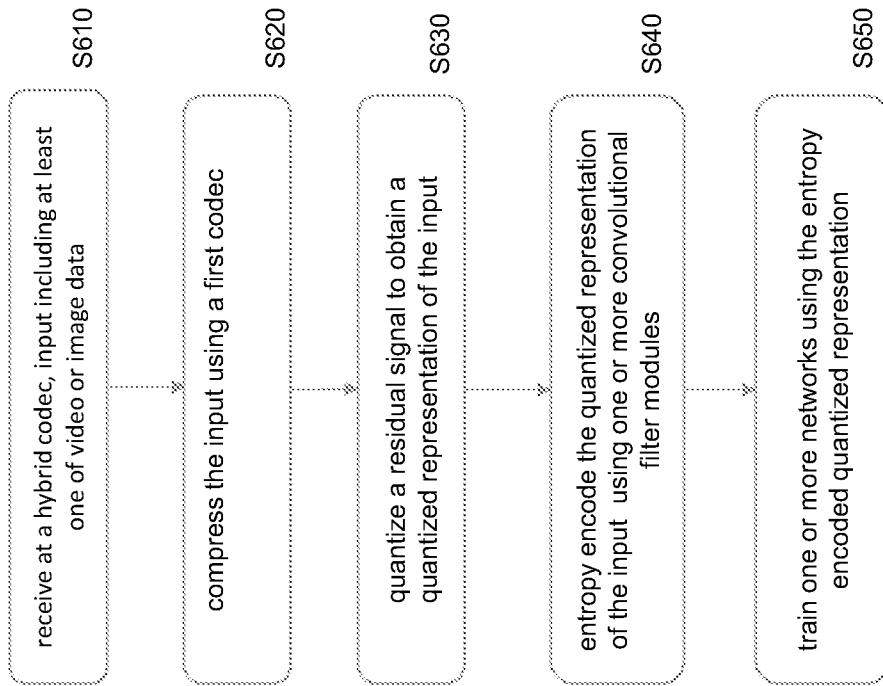 receive at a hybrid codec, input including at least
one of video or image data
S610
compress the input using a first codec
S620
quantize a residual signal to obtain a
quantized representation of the input
S630
entropy encode the quantized representation
of the input using one or more convolutional
filter modules
S640
train one or more networks using the entropy
encoded quantized representation
S650